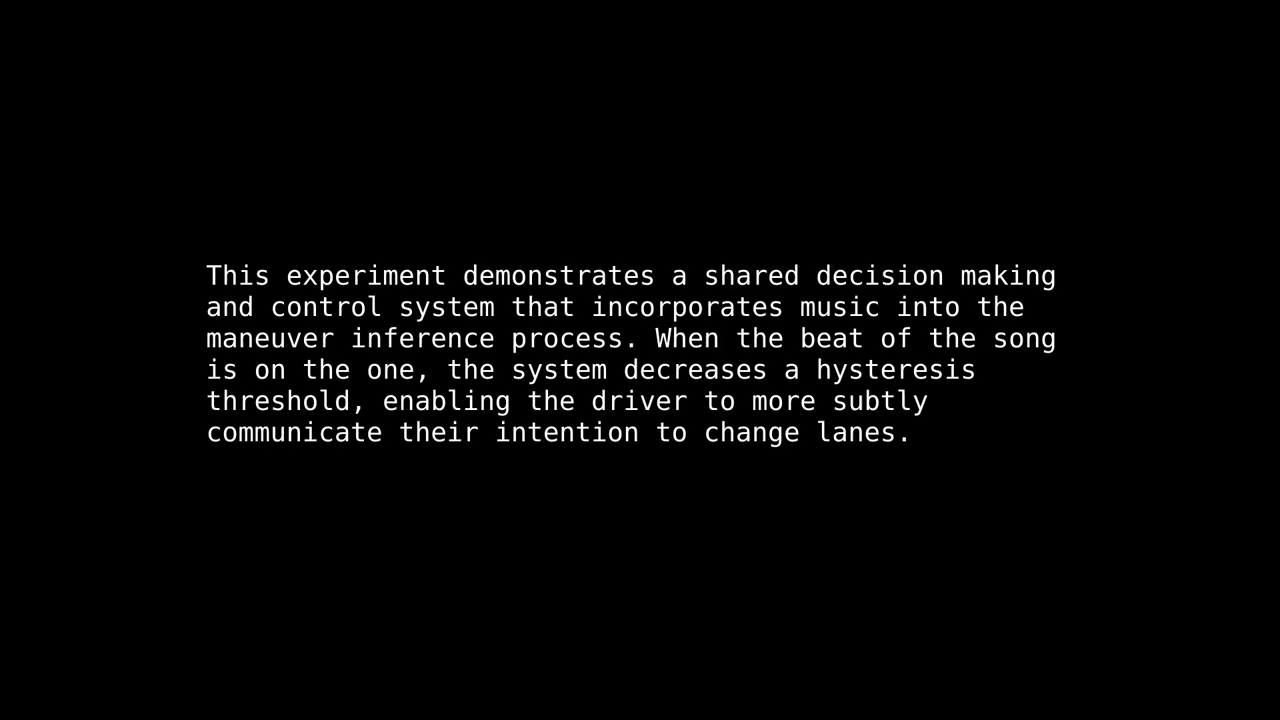 This experiment demonstrates a shared decision making
and control system that incorporates music into the
maneuver inference process. When the beat of the song
is on the one, the system decreases a hysteresis
threshold, enabling the driver to more subtly
communicate their intention to change lanes.